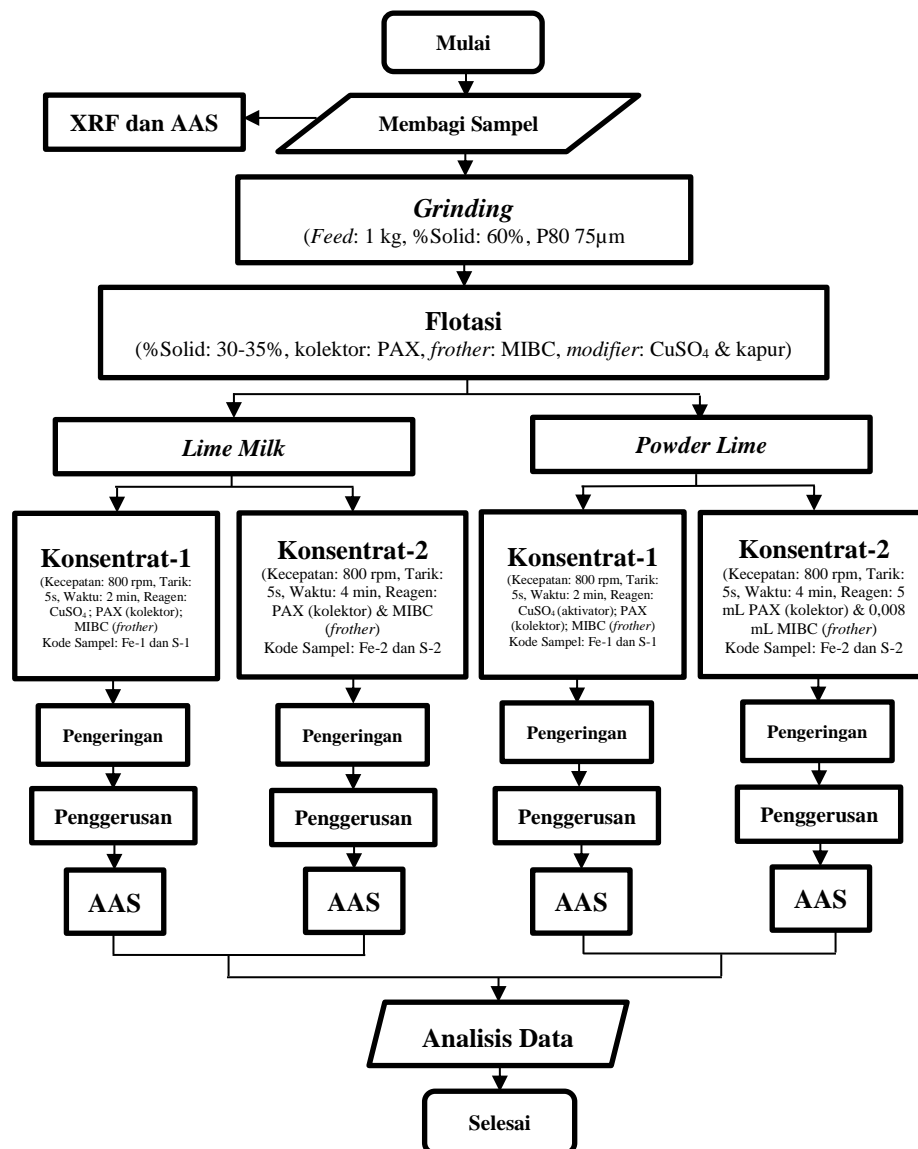 Mulai
XRF dan AAS
Membagi Sampel
Grinding
(Feed: 1 kg, %Solid: 60%, P80 75µm
Flotasi
(%Solid: 30-35%, kolektor: PAX, frother: MIBC, modifier: CuSO₄ & kapur)
Lime Milk
Powder Lime
Konsentrat-1
(Kecepatan: 800 rpm, Tarik:
5s, Waktu: 2 min, Reagen:
CuSO₄ ; PAX (kolektor);
MIBC (frother)
Kode Sampel: Fe-1 dan S-1
Konsentrat-2
(Kecepatan: 800 rpm, Tarik:
5s, Waktu: 4 min, Reagen:
PAX (kolektor) & MIBC
(frother)
Kode Sampel: Fe-2 dan S-2
Konsentrat-1
(Kecepatan: 800 rpm, Tarik:
5s, Waktu: 2 min, Reagen:
CuSO₄ (aktivator); PAX
(kolektor); MIBC (frother)
Kode Sampel: Fe-1 dan S-1
Konsentrat-2
(Kecepatan: 800 rpm, Tarik:
5s, Waktu: 4 min, Reagen: 5
mL PAX (kolektor) & 0,008
mL MIBC (frother)
Kode Sampel: Fe-2 dan S-2
Pengeringan
Pengeringan
Pengeringan
Pengeringan
Penggerusan
Penggerusan
Penggerusan
Penggerusan
AAS
AAS
AAS
AAS
Analisis Data
Selesai